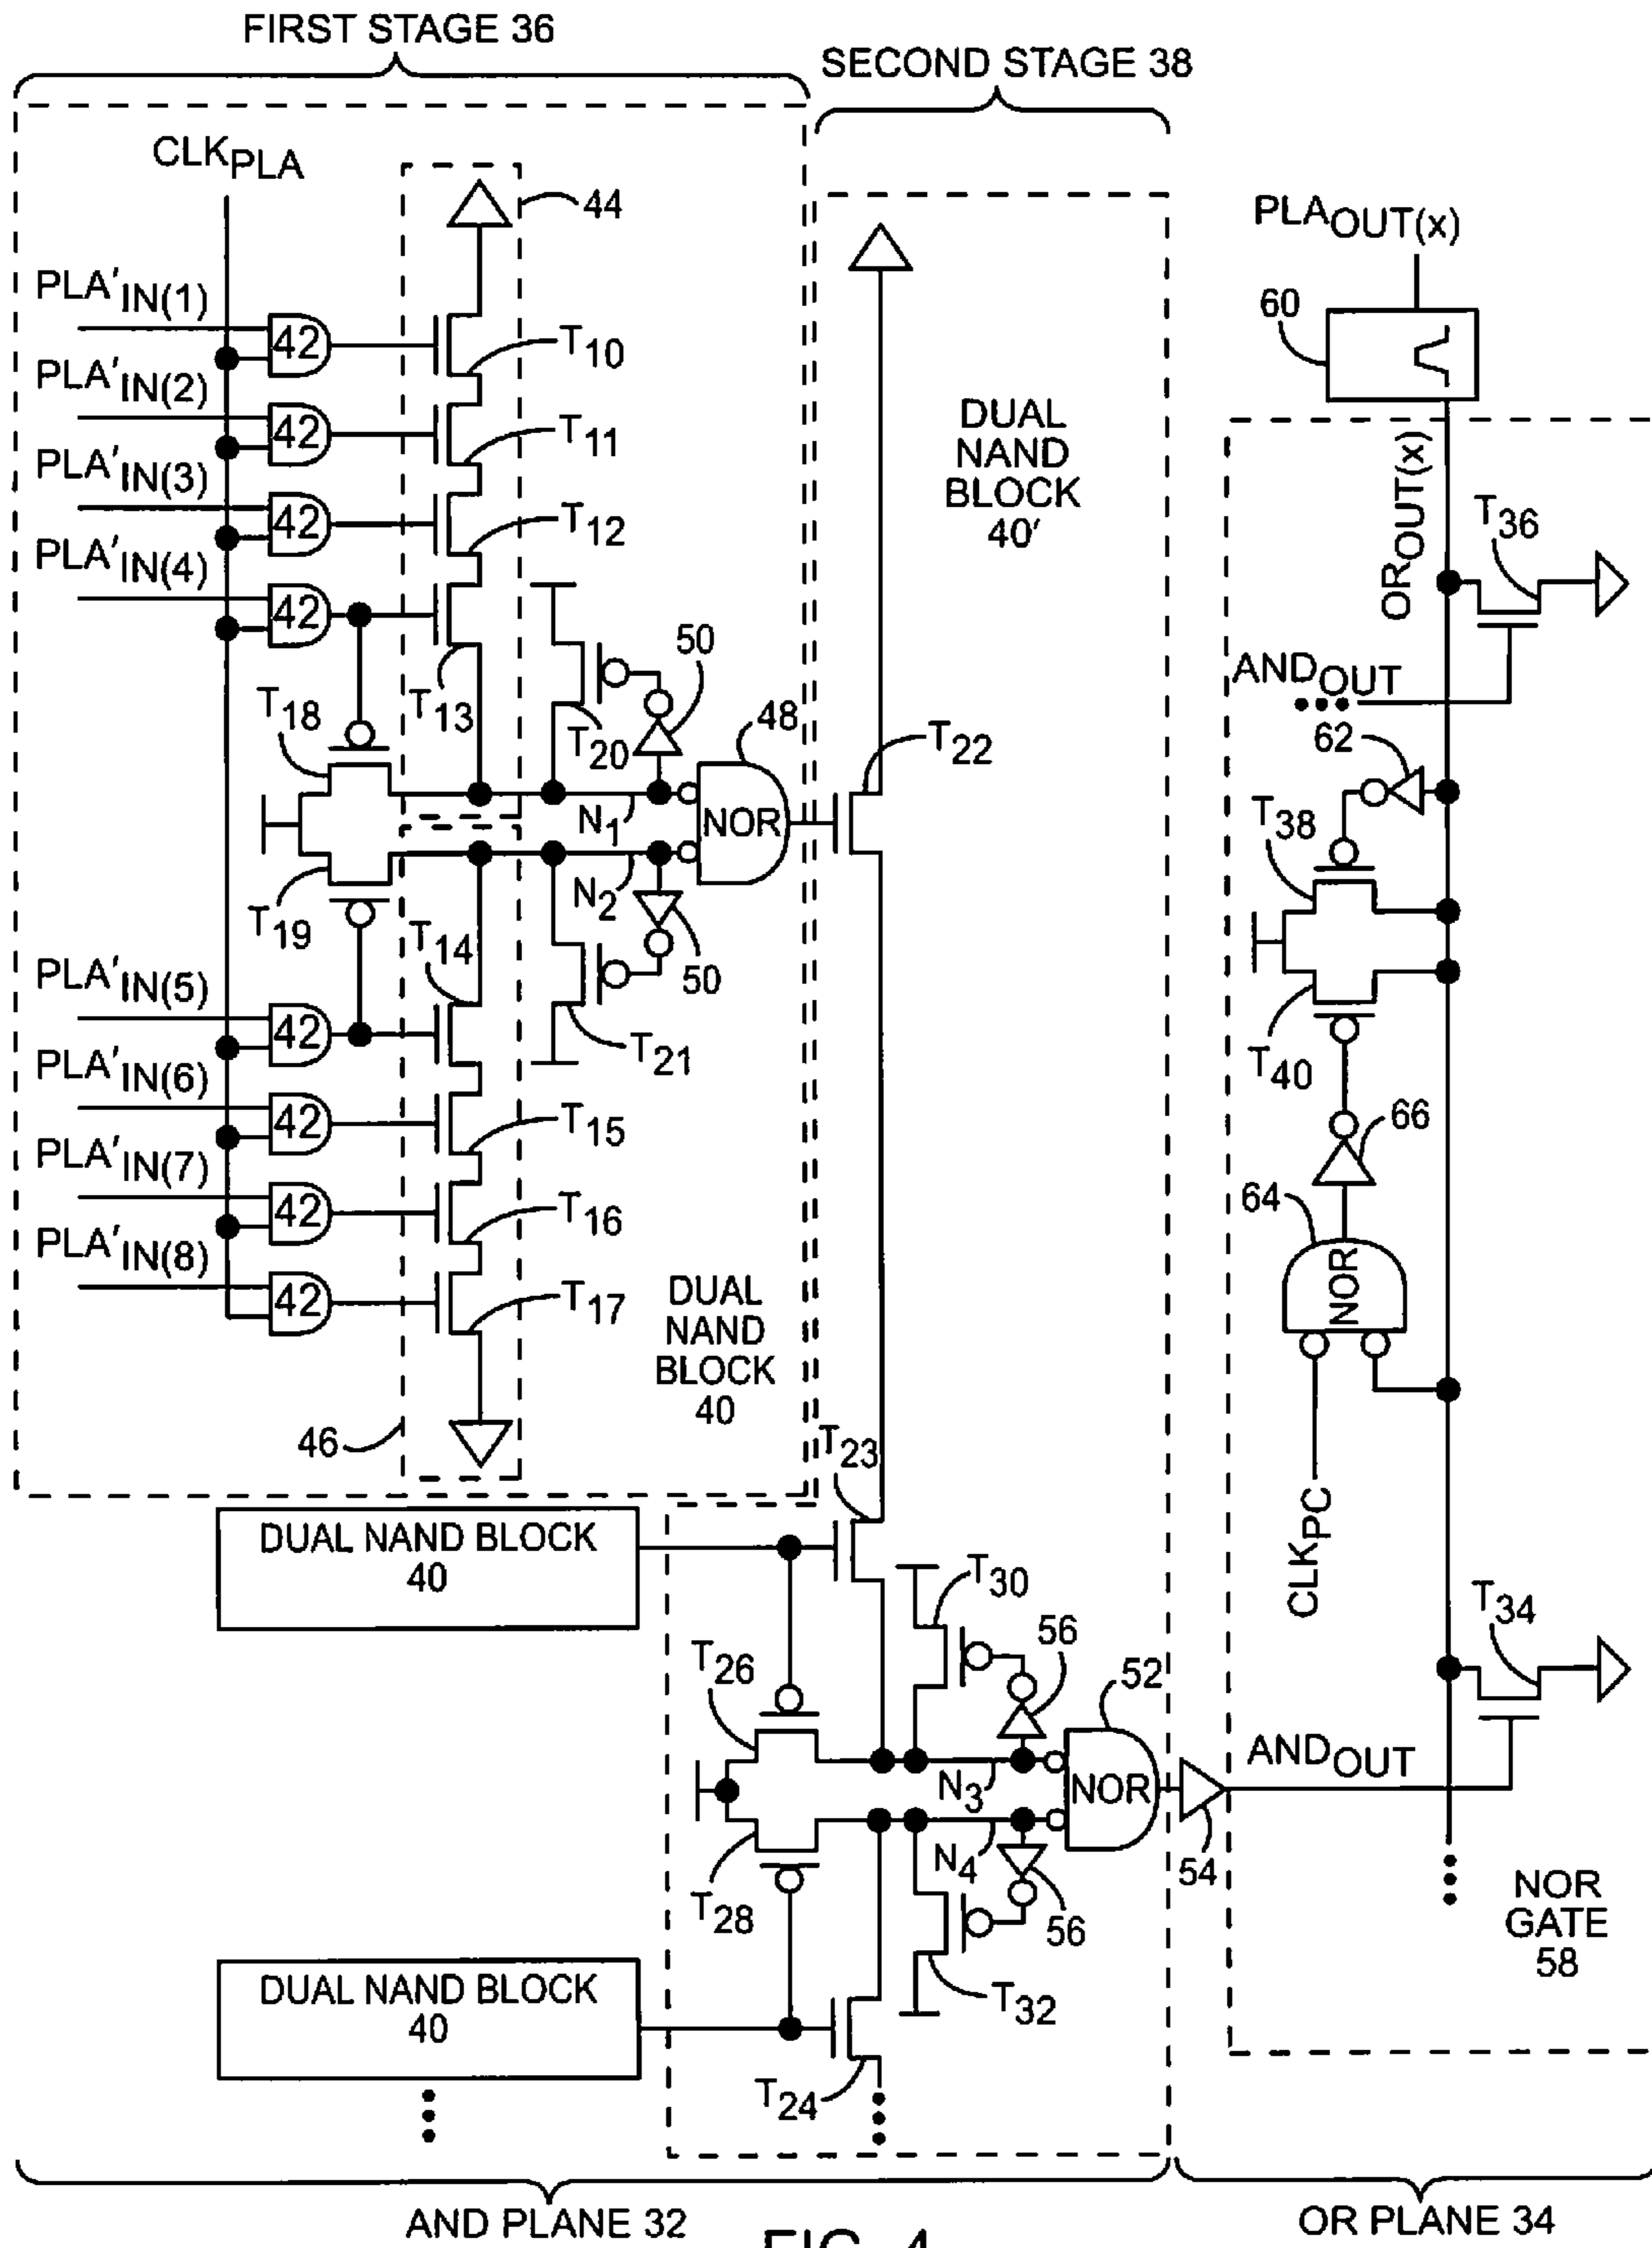 FIRST STAGE 36
SECOND STAGE 38
CLKPLA
44
PLA'IN(1)
42
T10
PLA'IN(2)
42
T11
PLA'IN(3)
42
T12
PLA'IN(4)
42
T13
T18
T20
50
48
NOR
N1
N2
T22
T19
T14
50
T21
PLA'IN(5)
42
PLA'IN(6)
42
T15
PLA'IN(7)
42
T16
PLA'IN(8)
42
T17
46
DUAL
NAND
BLOCK
40
DUAL
NAND
BLOCK
40'
T23
DUAL NAND BLOCK
40
T30
56
52
T26
N3
NOR
N4
T28
56
54
T32
DUAL NAND BLOCK
40
T24
PLAOUT(x)
60
OROUT(x)
T36
ANDOUT
62
T38
T40
66
64
NOR
CLKPC
T34
ANDOUT
NOR
GATE
58
AND PLANE 32
OR PLANE 34